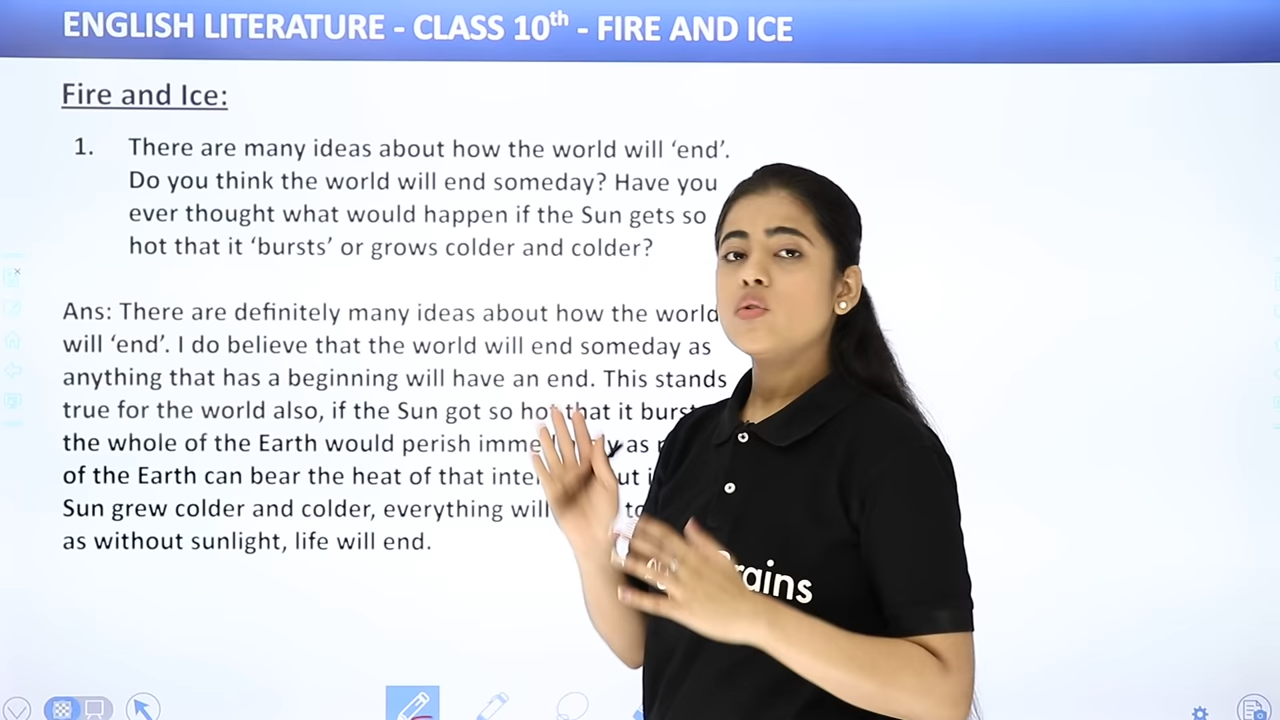 ENGLISH LITERATURE - CLASS 10th - FIRE AND ICE
Fire and Ice:
1. There are many ideas about how the world will ‘end’.
Do you think the world will end someday? Have you
ever thought what would happen if the Sun gets so
hot that it ‘bursts’ or grows colder and colder?
Ans: There are definitely many ideas about how the world
will ‘end’. I do believe that the world will end someday as
anything that has a beginning will have an end. This stands
true for the world also, if the Sun got so hot that it burst
the whole of the Earth would perish as
of the Earth can bear the heat of that
Sun grew colder and colder, everything will
as without sunlight, life will end.